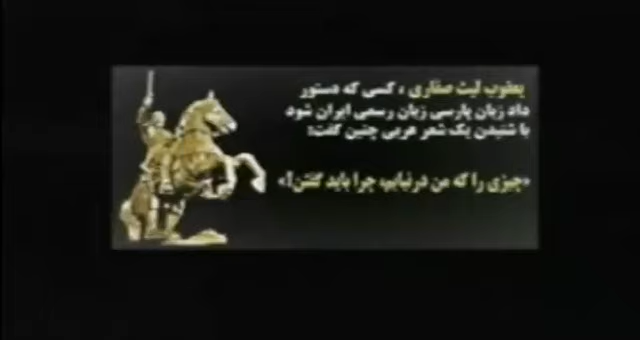 یعقوب لیث صفاری ، کسی که دستور
داد زبان پارسی زبان رسمی ایران شود
با شنیدن یک شعر عربی چنین گفت:
«چیزی را که من درنیابم، چرا باید گفتن!»